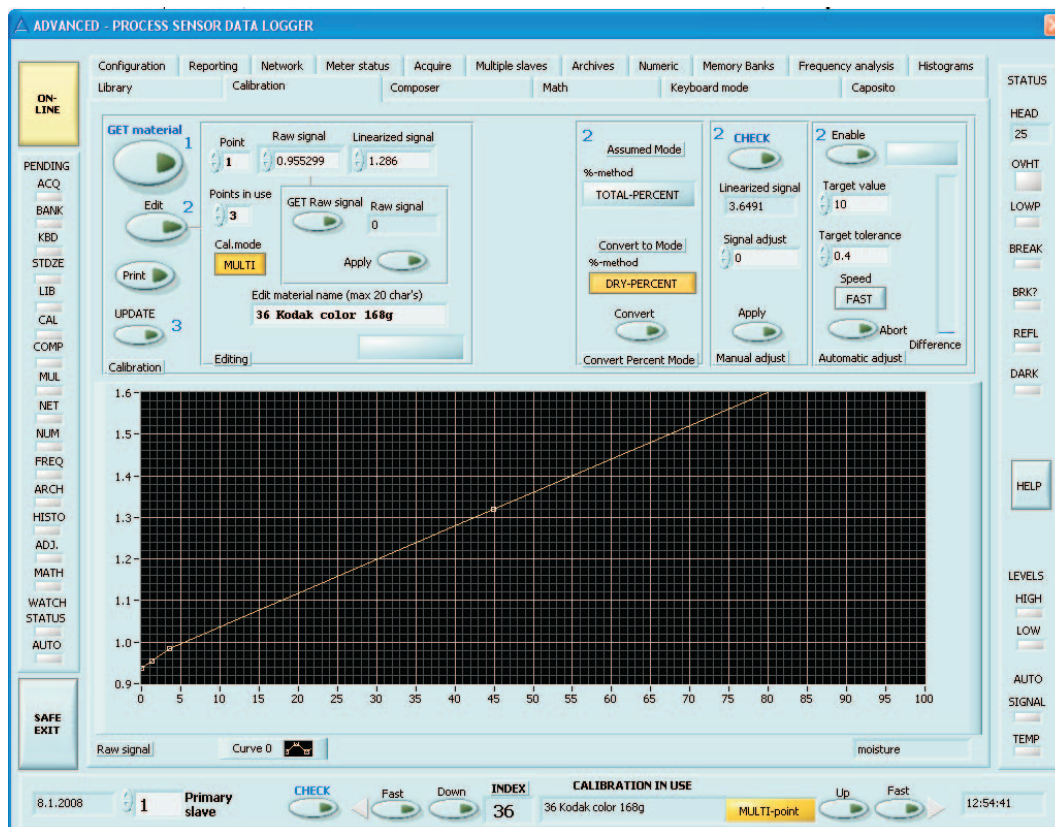 ADVANCED - PROCESS SENSOR DATA LOGGER
Configuration Reporting Network Meter status Acquire Multiple slaves Archives Numeric Memory Banks Frequency analysis Histograms
Library Calibration Composer Math Keyboard mode Caposito
ON-
LINE
PENDING
ACQ
BANK
KBD
STDZE
LIB
CAL
COMP
MUL
NET
NUM
FREQ
ARCH
HISTO
ADJ.
MATH
WATCH
STATUS
AUTO
SAFE
EXIT
GET material
1
Edit
2
Print
UPDATE
3
Calibration
Point
1
Raw signal
0.955299
Linearized signal
1.286
Points in use
3
GET Raw signal
Raw signal
0
Apply
Cal.mode
MULTI
Edit material name (max 20 char's)
36 Kodak color 168g
Editing
2
Assumed Mode
%-method
TOTAL-PERCENT
Convert to Mode
%-method
DRY-PERCENT
Convert
Convert Percent Mode
2 CHECK
Linearized signal
3.6491
Signal adjust
0
Apply
Manual adjust
2 Enable
Target value
10
Target tolerance
0.4
Speed
FAST
Abort
Difference
Automatic adjust
STATUS
HEAD
25
OVHT
LOWP
BREAK
BRK?
REFL
DARK
HELP
LEVELS
HIGH
LOW
AUTO
SIGNAL
TEMP
1.6
1.5
1.4
1.3
1.2
1.1
1.0
0.9
0 5 10 15 20 25 30 35 40 45 50 55 60 65 70 75 80 85 90 95 100
Raw signal Curve 0 moisture
8.1.2008
1
Primary
slave
CHECK
Fast
Down
INDEX
36
CALIBRATION IN USE
36 Kodak color 168g
MULTI-point
Up
Fast
12:54:41